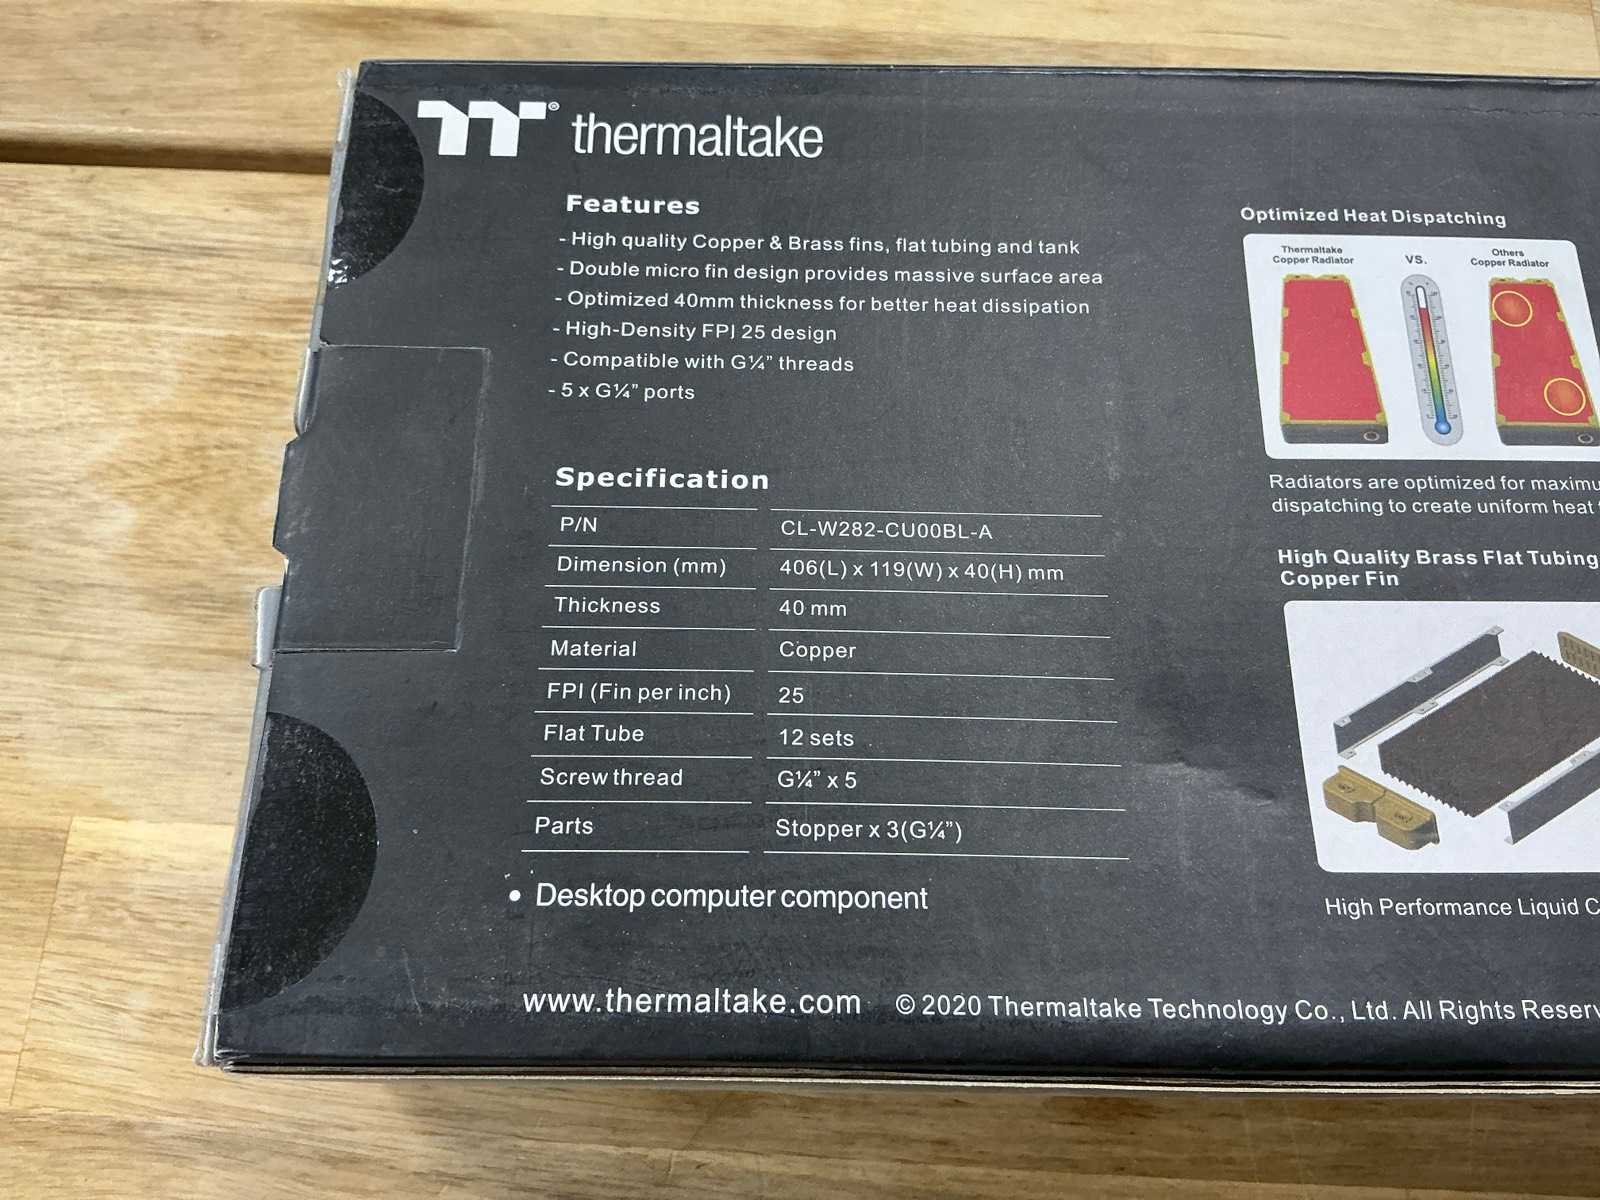 thermaltake
Features
- High quality Copper & Brass fins, flat tubing and tank
- Double micro fin design provides massive surface area
- Optimized 40mm thickness for better heat dissipation
- High-Density FPI 25 design
- Compatible with G¼” threads
- 5 x G¼” ports
Specification
P/N CL-W282-CU00BL-A
Dimension (mm) 406(L) x 119(W) x 40(H) mm
Thickness 40 mm
Material Copper
FPI (Fin per inch) 25
Flat Tube 12 sets
Screw thread G¼” x 5
Parts Stopper x 3(G¼”)
• Desktop computer component
www.thermaltake.com © 2020 Thermaltake Technology Co., Ltd. All Rights
Optimized Heat Dispatching
Thermaltake
Copper Radiator
VS.
Others
Copper Radiator
Radiators are optimized for
dispatching to create uniform heat
High Quality Brass Flat Tubing
Copper Fin
High Performance Liquid